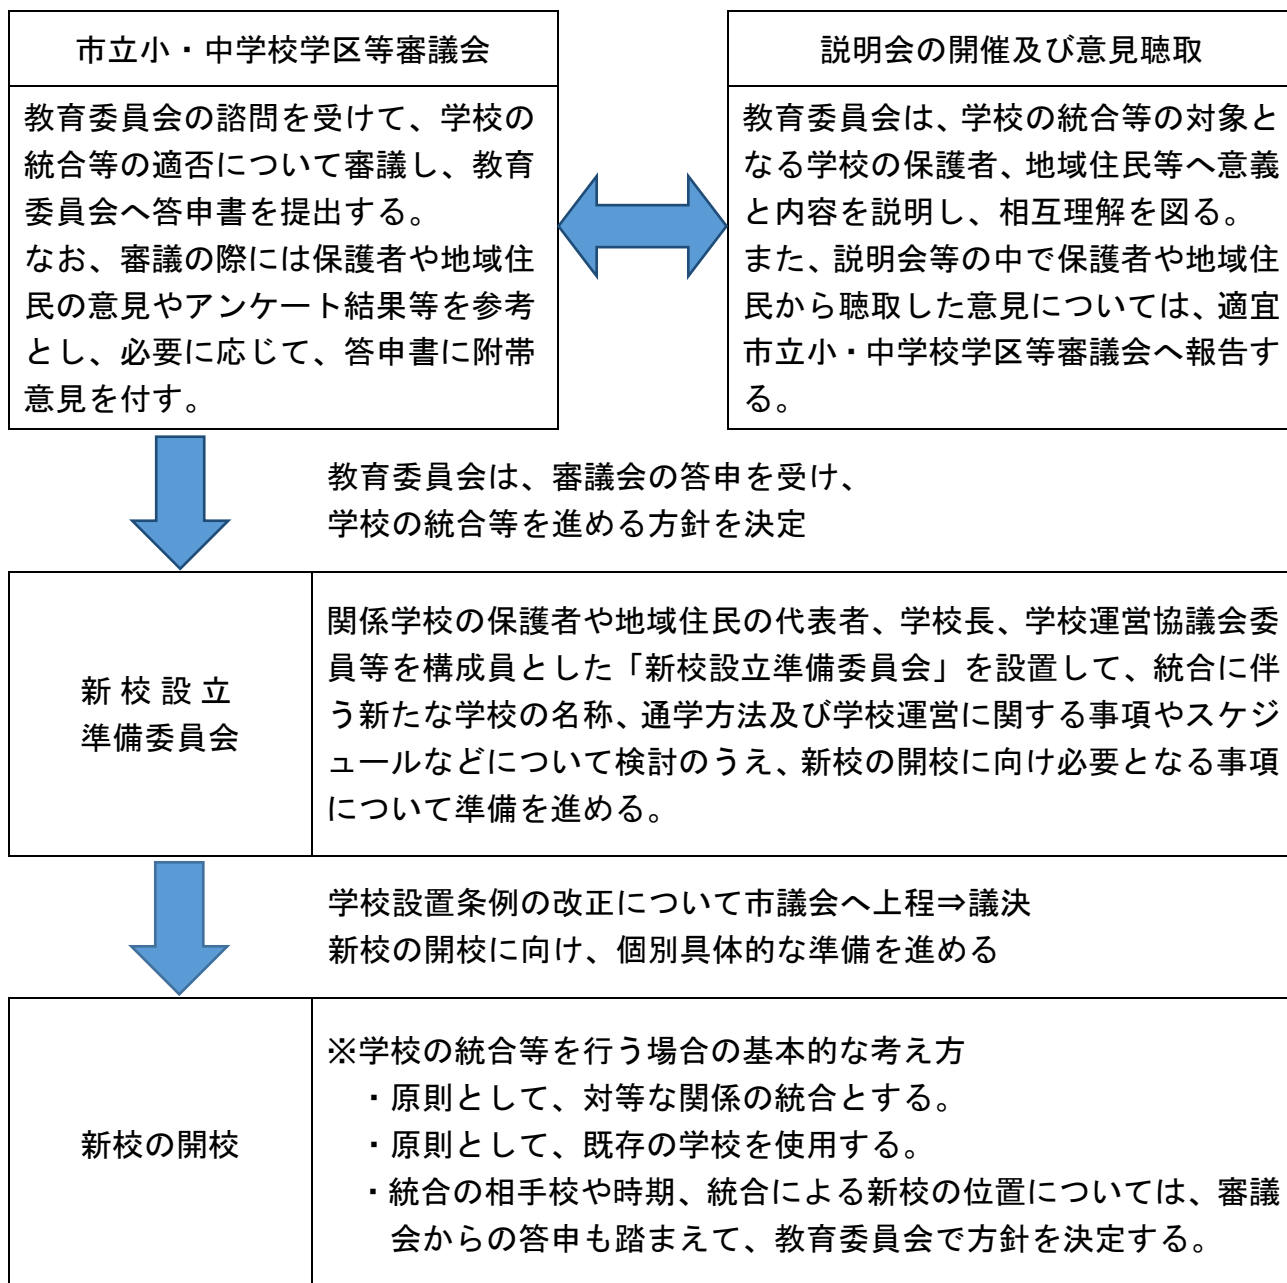 市立小・中学校学区等審議会
教育委員会の諮問を受けて、学校の
統合等の適否について審議し、教育
委員会へ答申書を提出する。
なお、審議の際には保護者や地域住
民の意見やアンケート結果等を参考
とし、必要に応じて、答申書に附帯
意見を付す。
説明会の開催及び意見聴取
教育委員会は、学校の統合等の対象と
なる学校の保護者、地域住民等へ意義
と内容を説明し、相互理解を図る。
また、説明会等の中で保護者や地域住
民から聴取した意見については、適宜
市立小・中学校学区等審議会へ報告す
る。
教育委員会は、審議会の答申を受け、
学校の統合等を進める方針を決定
新校設立
準備委員会
関係学校の保護者や地域住民の代表者、学校長、学校運営協議会委
員等を構成員とした「新校設立準備委員会」を設置して、統合に伴
う新たな学校の名称、通学方法及び学校運営に関する事項やスケジ
ュールなどについて検討のうえ、新校の開校に向け必要となる事項
について準備を進める。
学校設置条例の改正について市議会へ上程⇒議決
新校の開校に向け、個別具体的な準備を進める
新校の開校
※学校の統合等を行う場合の基本的な考え方
・原則として、対等な関係の統合とする。
・原則として、既存の学校を使用する。
・統合の相手校や時期、統合による新校の位置については、審議
会からの答申も踏まえて、教育委員会で方針を決定する。